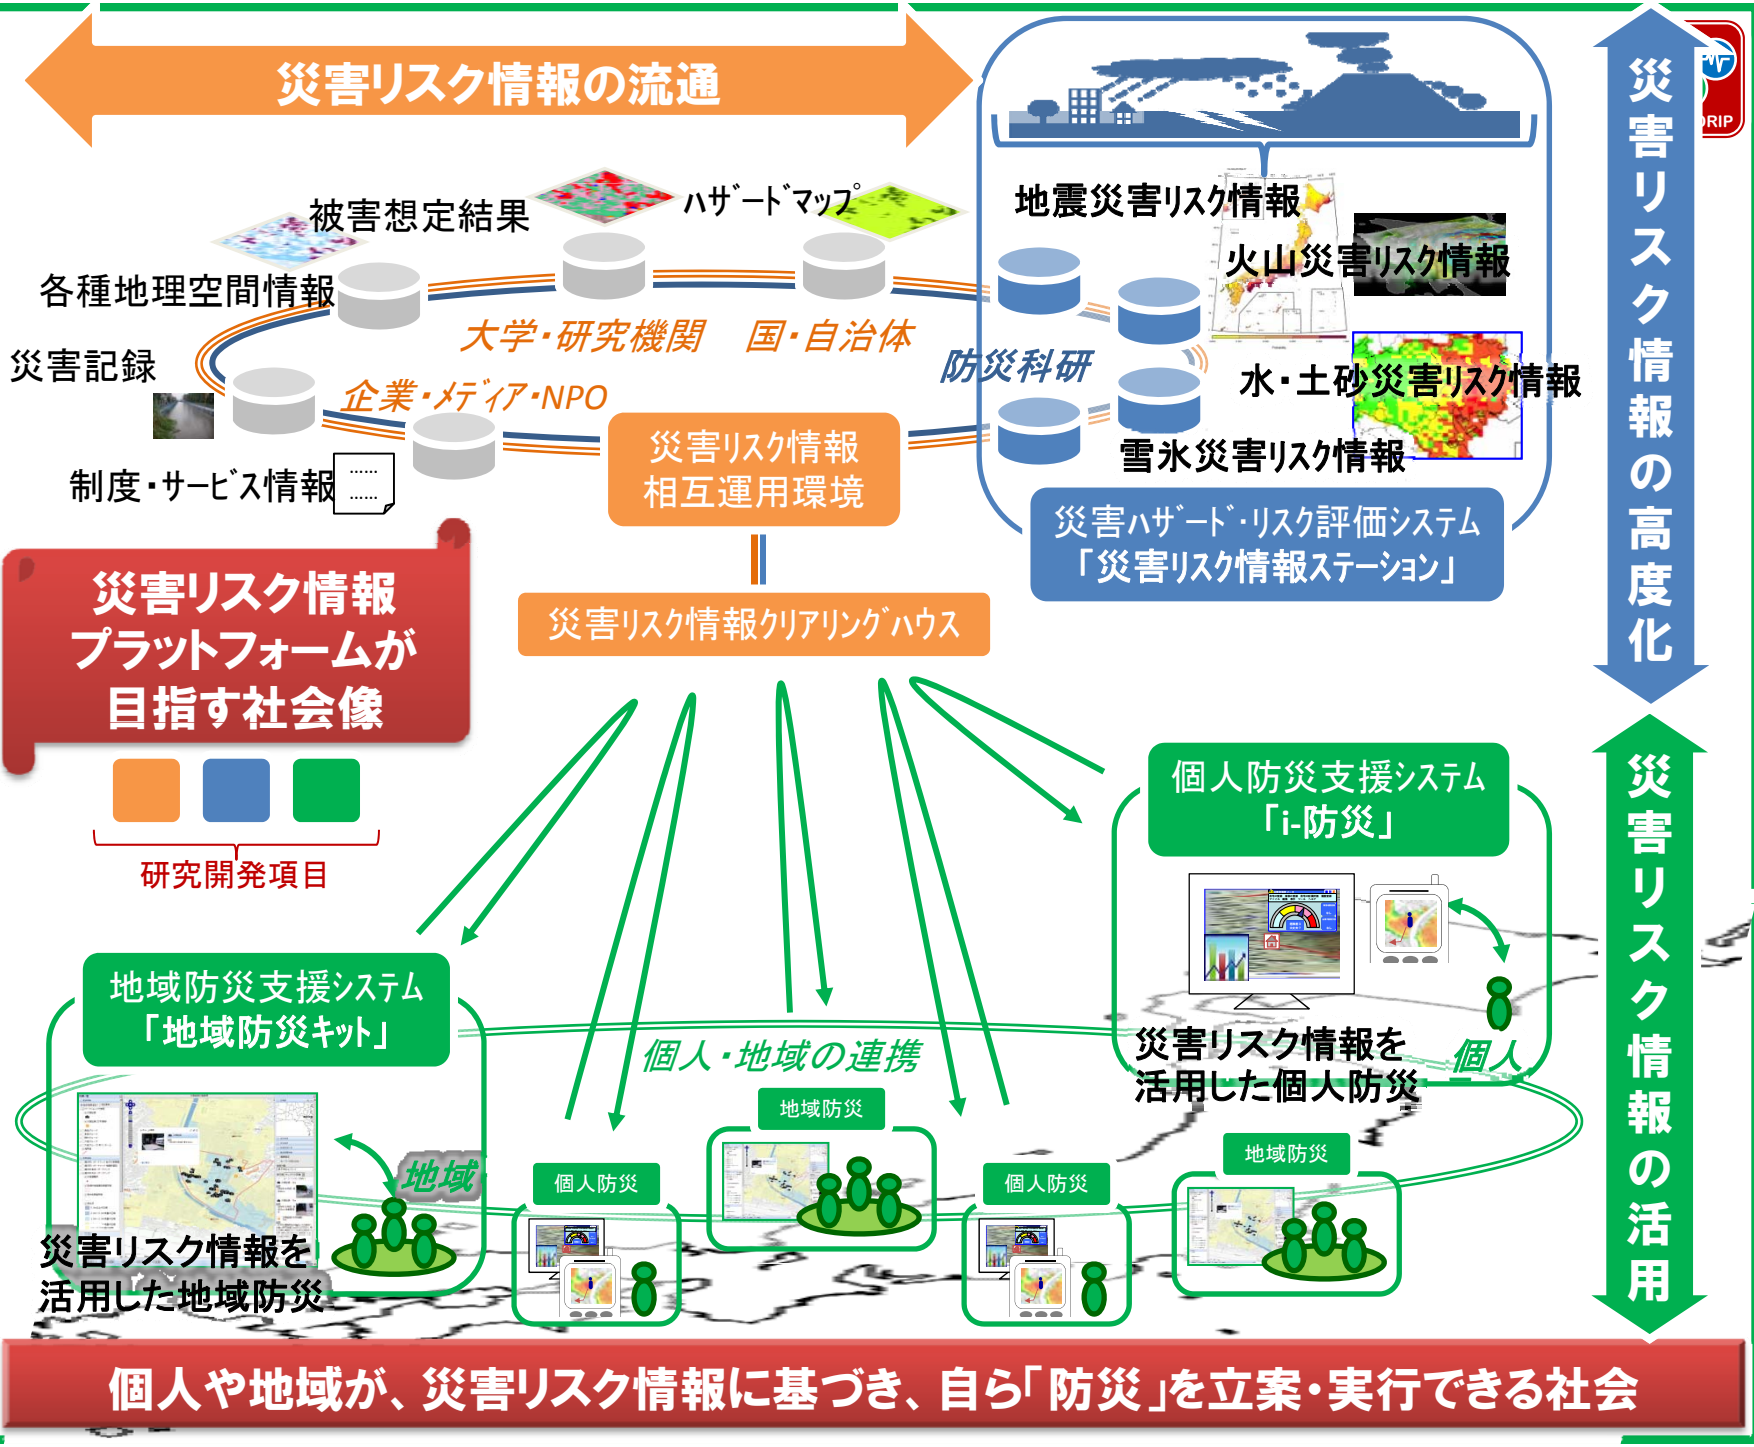 災害リスク情報の流通
DRIP
被害想定結果
ハザードマップ
各種地理空間情報
災害記録
制度・サービス情報
……
……
大学・研究機関
国・自治体
企業・メディア・NPO
防災科研
地震災害リスク情報
火山災害リスク情報
水・土砂災害リスク情報
雪氷災害リスク情報
災害リスク情報
相互運用環境
災害ハザード・リスク評価システム
「災害リスク情報ステーション」
災害リスク情報クリアリングハウス
災害リスク情報の高度化
災害リスク情報
プラットフォームが
目指す社会像
研究開発項目
個人防災支援システム
「i-防災」
災害リスク情報を
活用した個人防災
個人
災害リスク情報の活用
地域防災支援システム
「地域防災キット」
地域
災害リスク情報を
活用した地域防災
個人・地域の連携
地域防災
個人防災
個人防災
地域防災
個人や地域が、災害リスク情報に基づき、自ら「防災」を立案・実行できる社会